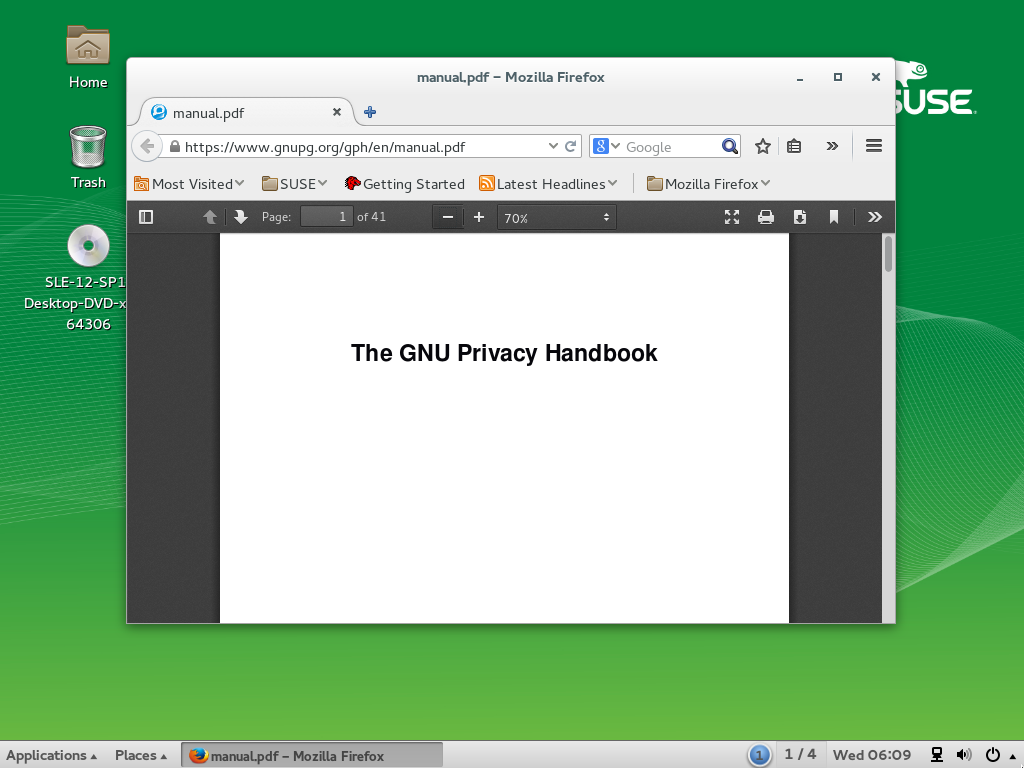 Home
Trash
SLE-12-SP1
Desktop-DVD-x
64306
SUSE
manual.pdf – Mozilla Firefox
manual.pdf
https://www.gnupg.org/gph/en/manual.pdf
8 Google
Most Visited SUSE Getting Started Latest Headlines Mozilla Firefox
Page: 1 of 41 70%
The GNU Privacy Handbook
Applications Places manual.pdf – Mozilla Firefox 1 1 / 4 Wed 06:09